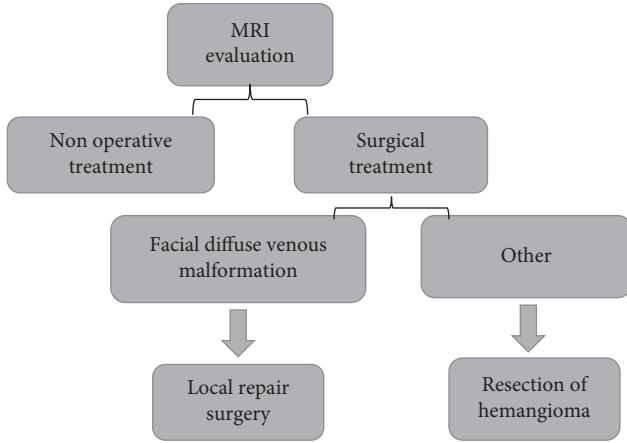 MRI
evaluation
Non operative
treatment
Surgical
treatment
Facial diffuse venous
malformation
Other
Local repair
surgery
Resection of
hemangioma